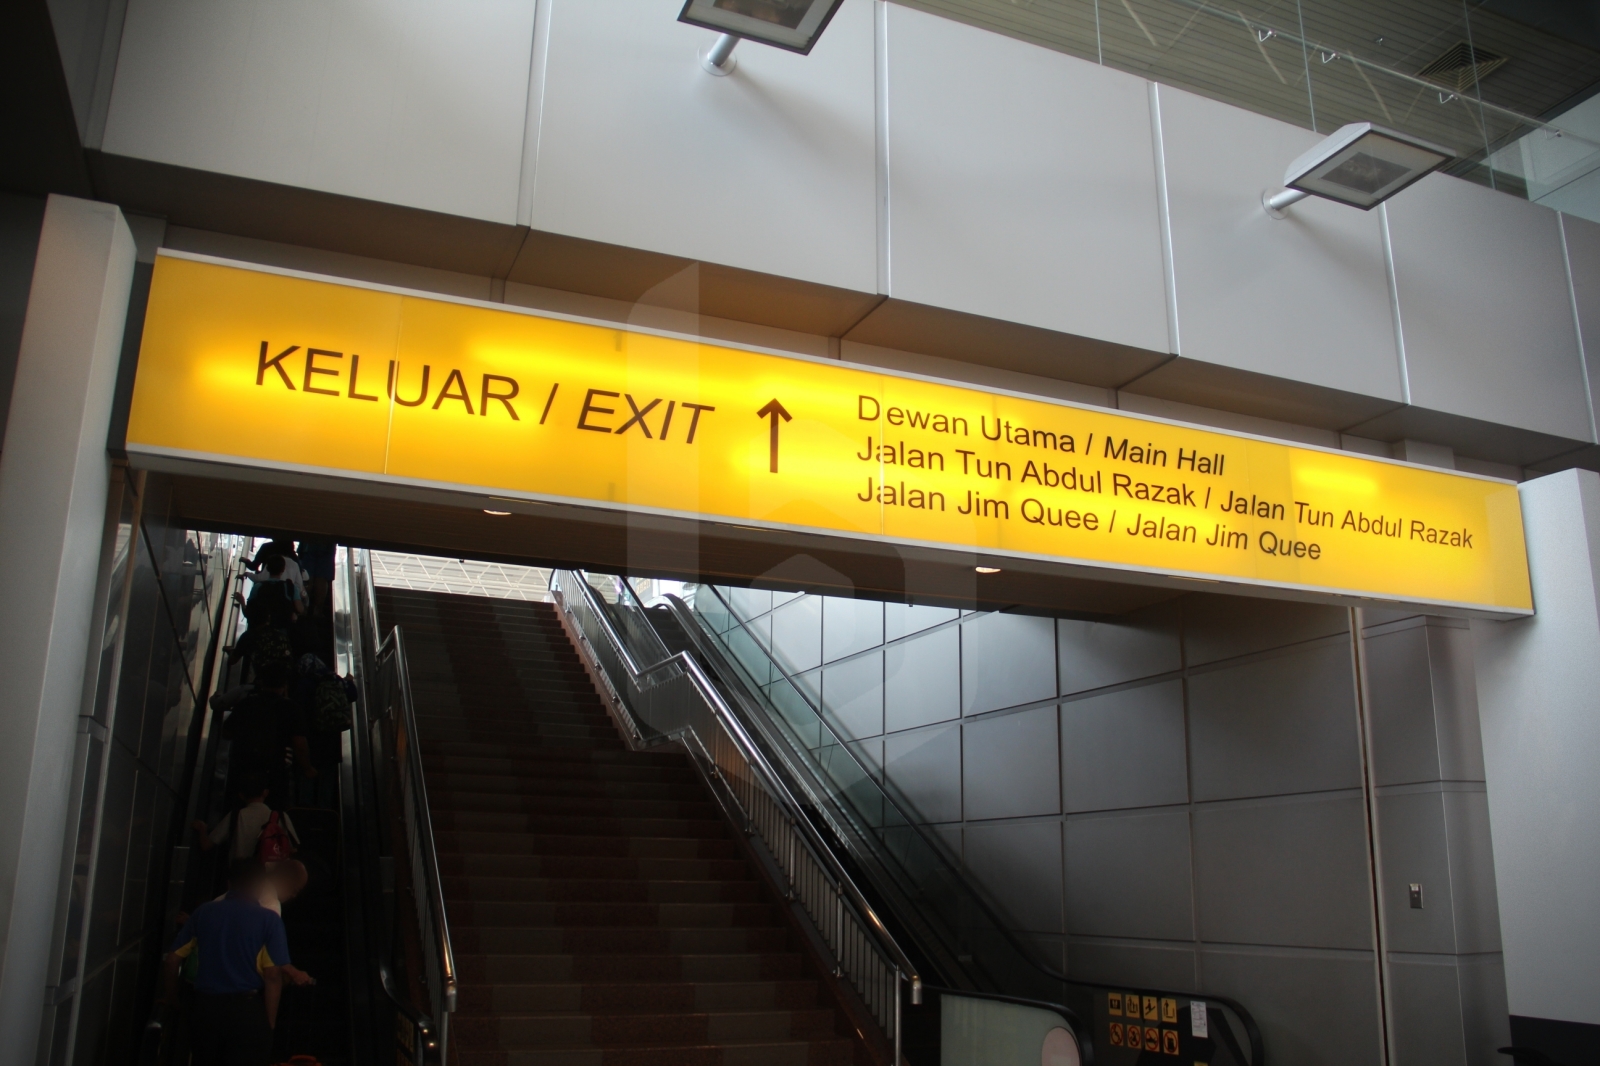 KELUAR / EXIT ↑
Dewan Utama / Main Hall
Jalan Tun Abdul Razak / Jalan Tun Abdul Razak
Jalan Jim Quee / Jalan Jim Quee